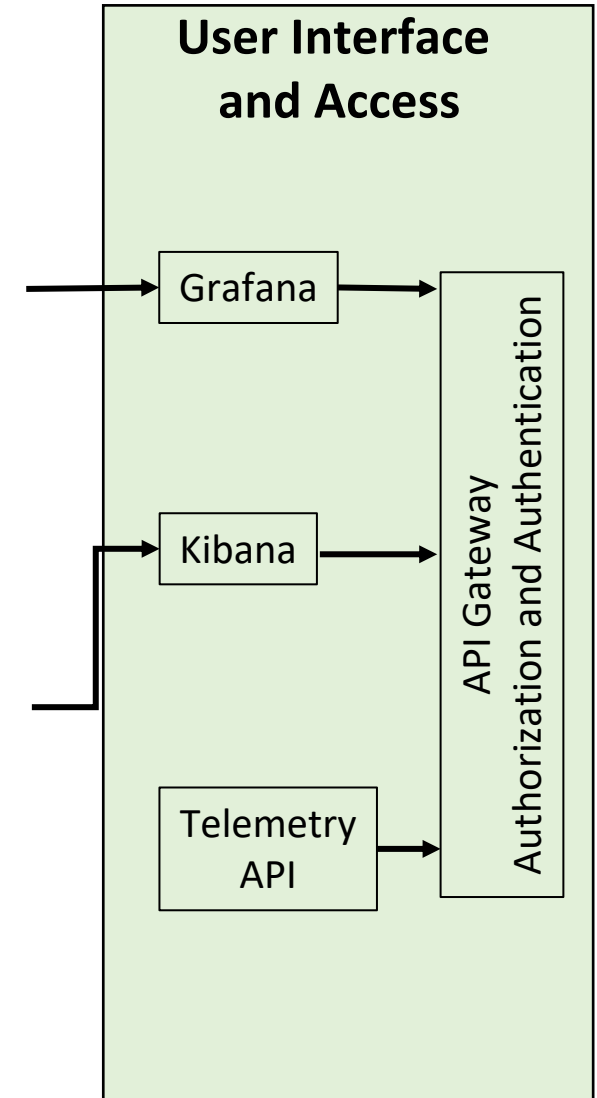 User Interface
and Access
Grafana
Kibana
Telemetry
API
API Gateway
Authorization and Authentication